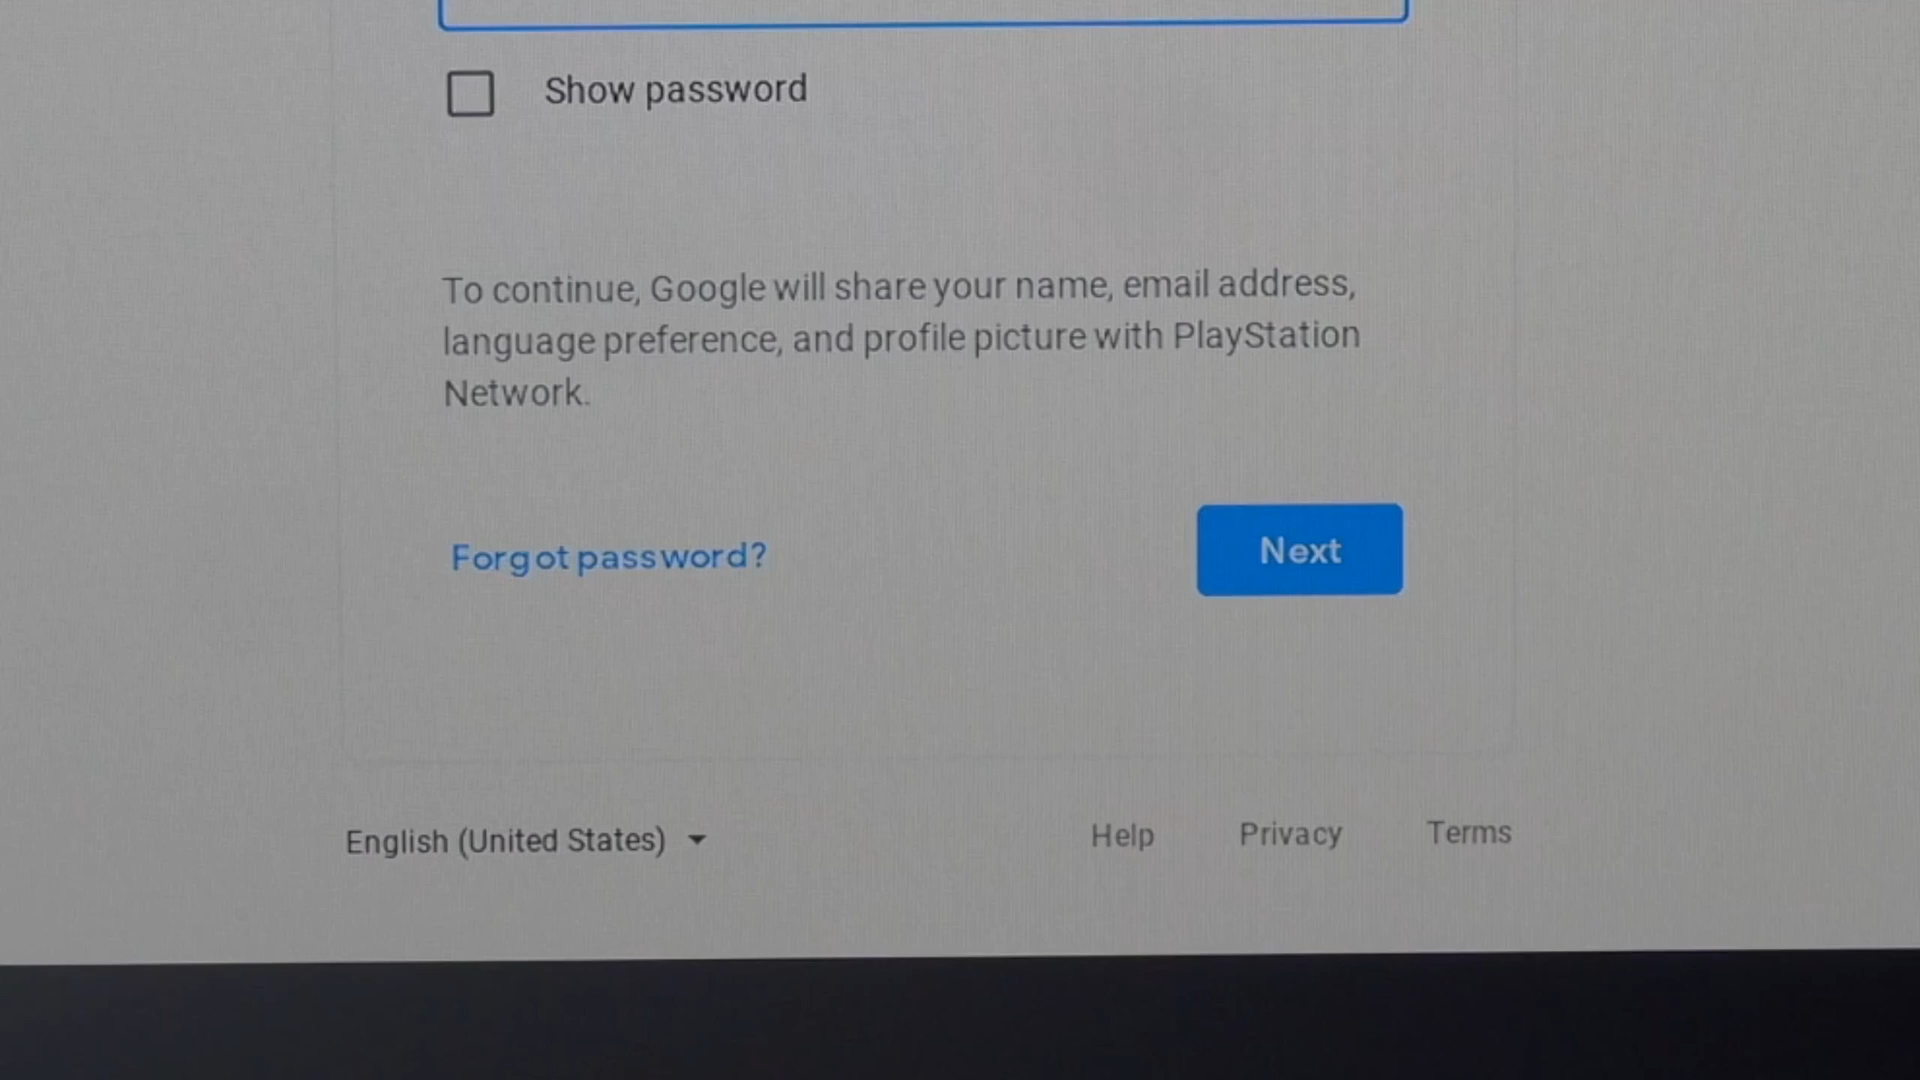 Show password
To continue, Google will share your name, email address,
language preference, and profile picture with PlayStation
Network.
Forgot password?
Next
English (United States)
Help
Privacy
Terms